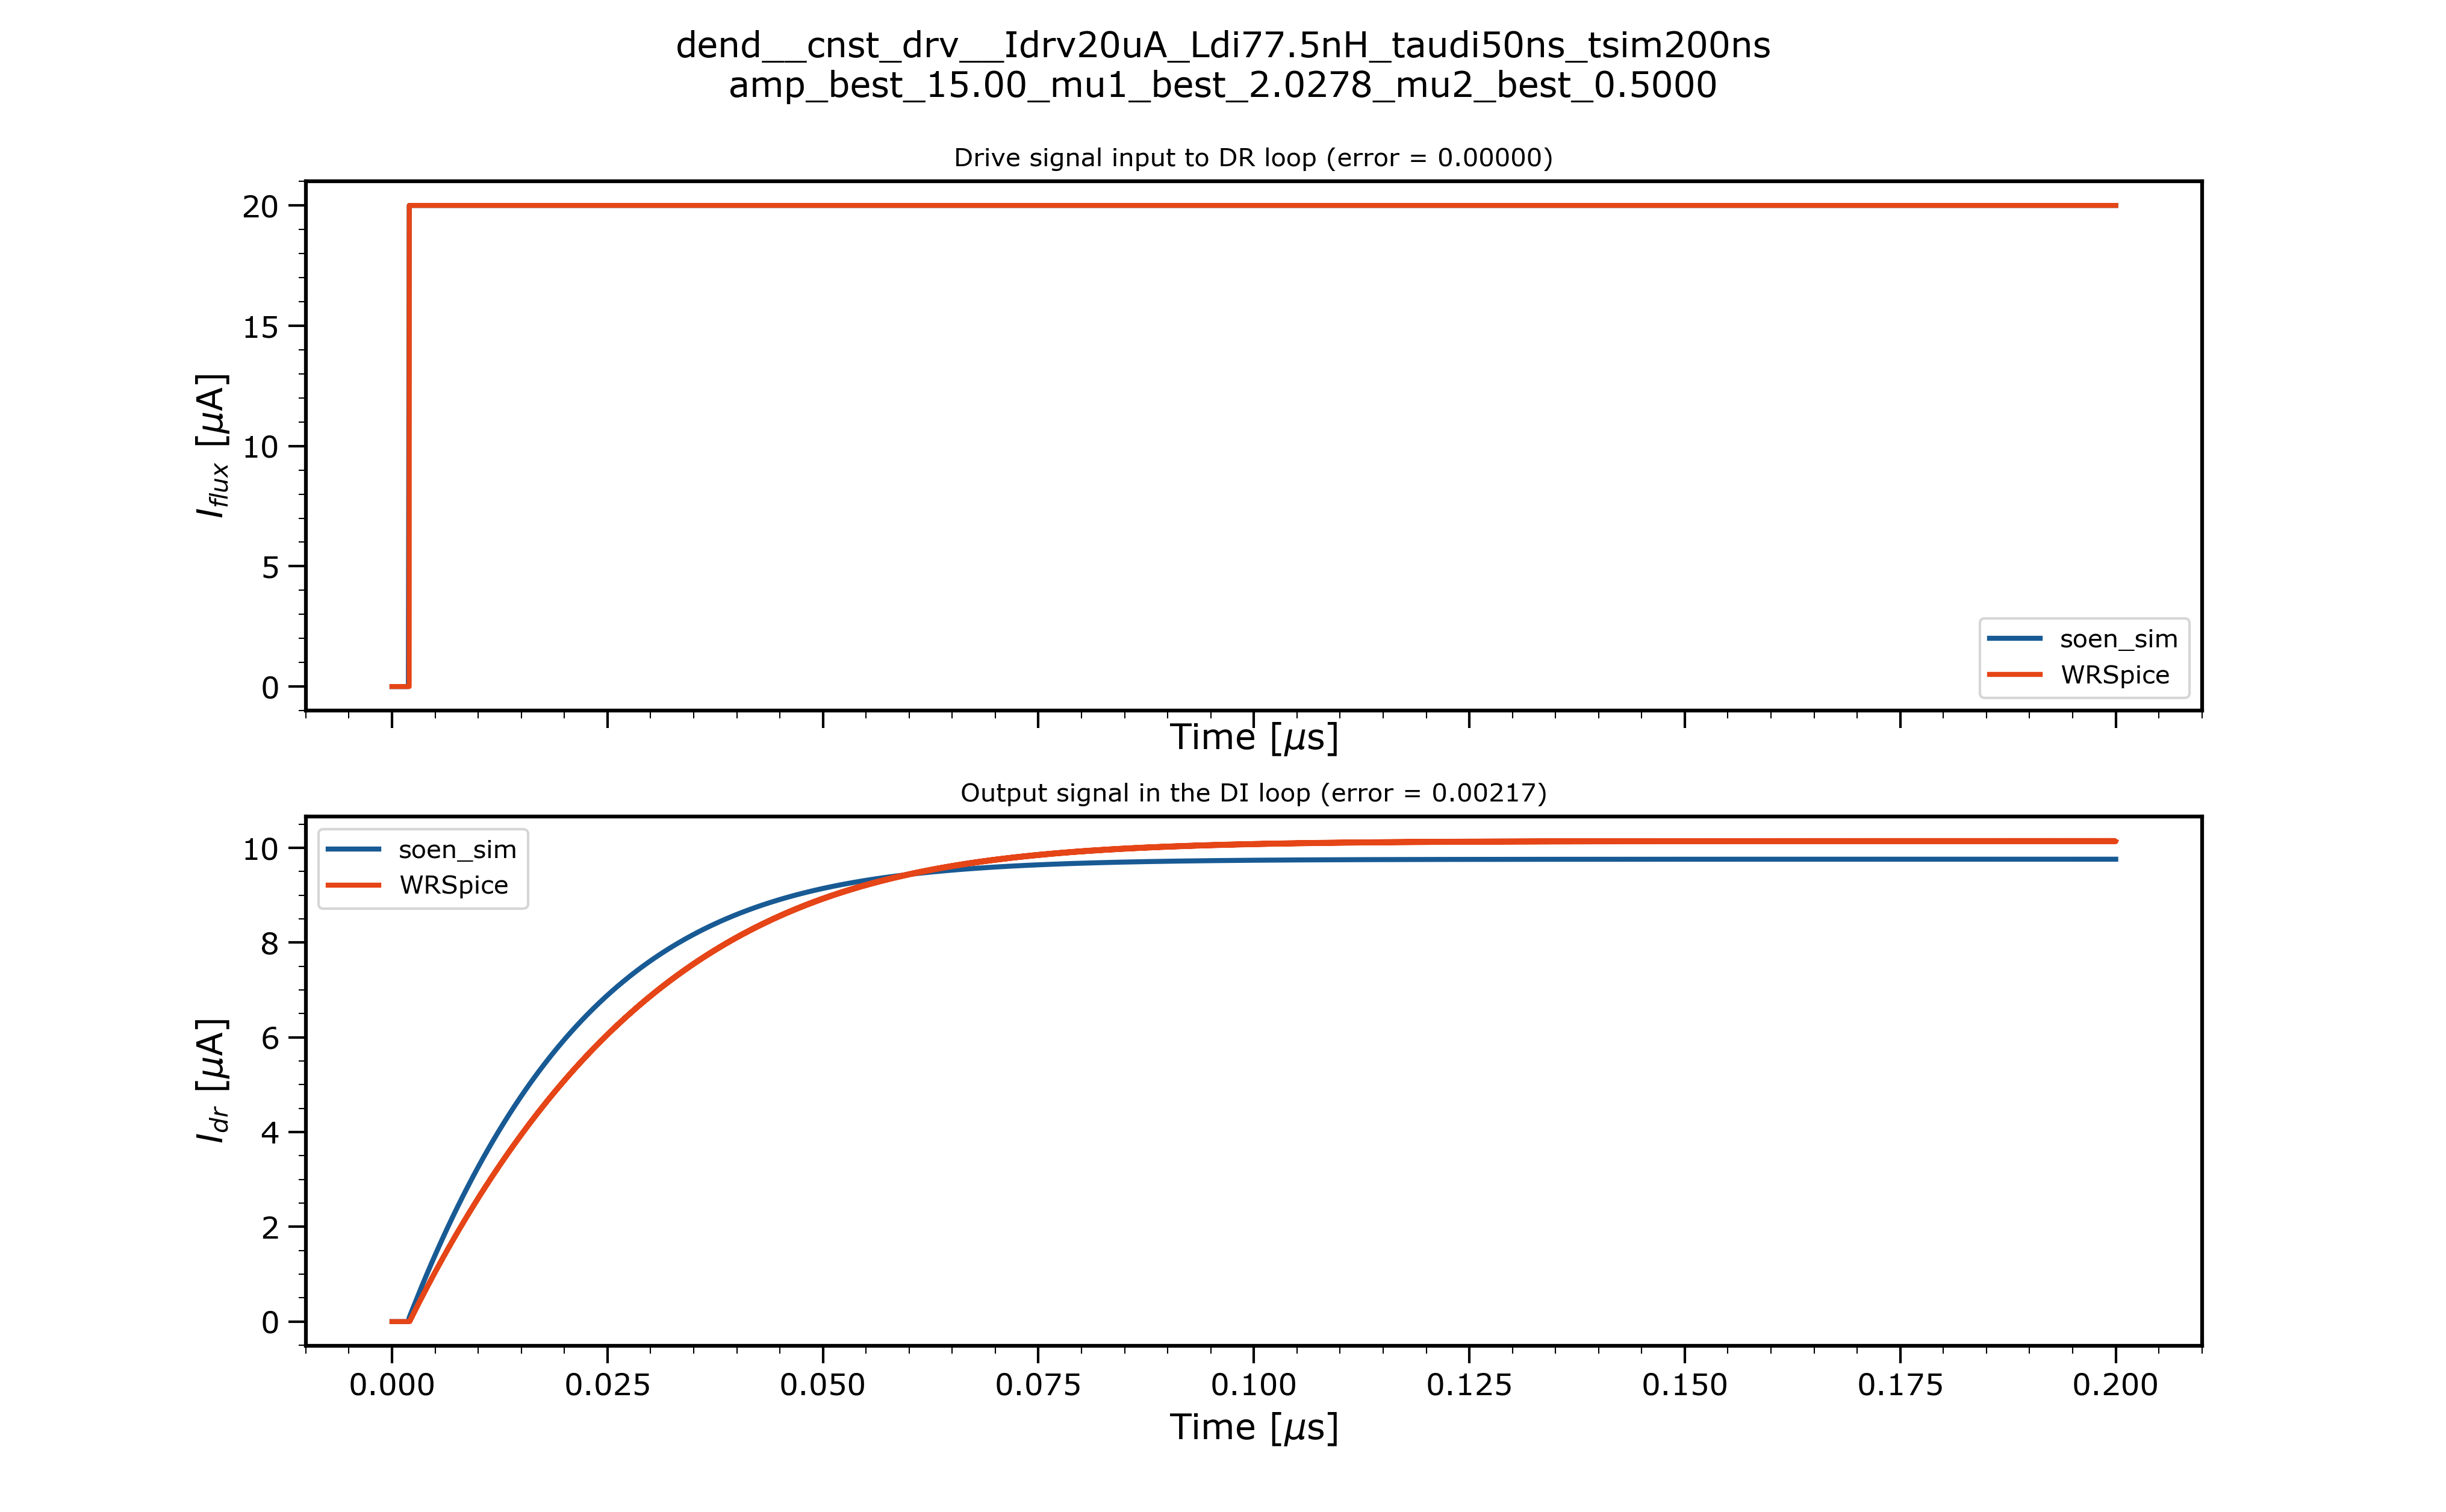 dend__cnst_drv__Idrv20uA_Ldi77.5nH_taudi50ns_tsim200ns
amp_best_15.00_mu1_best_2.0278_mu2_best_0.5000
Drive signal input to DR loop (error = 0.00000)
20
15
10
5
0
I_flux [μA]
soen_sim
WRSpice
Time [μs]
Output signal in the DI loop (error = 0.00217)
soen_sim
WRSpice
10
8
6
4
2
0
I_dr [μA]
0.000 0.025 0.050 0.075 0.100 0.125 0.150 0.175 0.200
Time [μs]